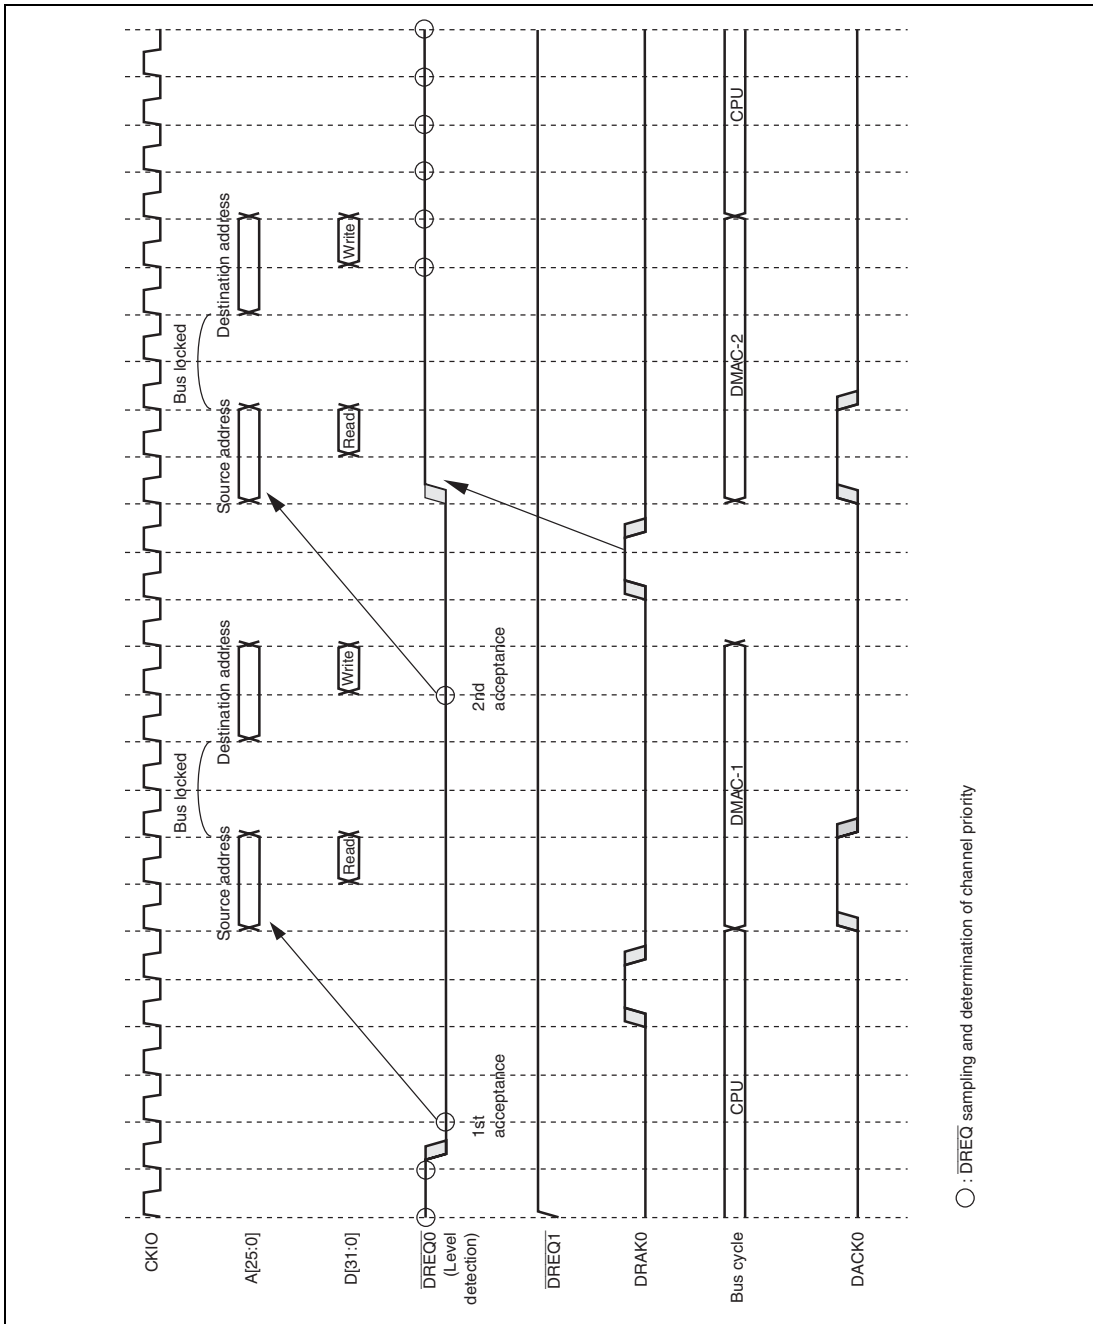 CKIO
Bus locked
Bus locked
A[25:0]
Source address
Destination address
Source address
Destination address
D[31:0]
Read
Write
Read
Write
DREQ0
(Level
detection)
1st
acceptance
2nd
acceptance
DREQ1
DRAK0
Bus cycle
CPU
DMAC-1
DMAC-2
CPU
DACK0
: DREQ sampling and determination of channel priority